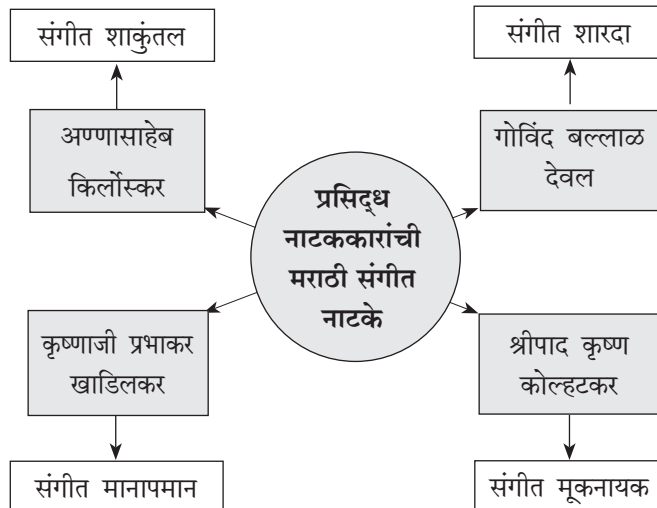 संगीत शाकुंतल
संगीत शारदा
अण्णासाहेब
किर्लोस्कर
गोविंद बल्लाळ
देवल
प्रसिद्ध
नाटककारांची
मराठी संगीत
नाटके
कृष्णाजी प्रभाकर
खाडिलकर
श्रीपाद कृष्ण
कोल्हटकर
संगीत मानापमान
संगीत मूकनायक